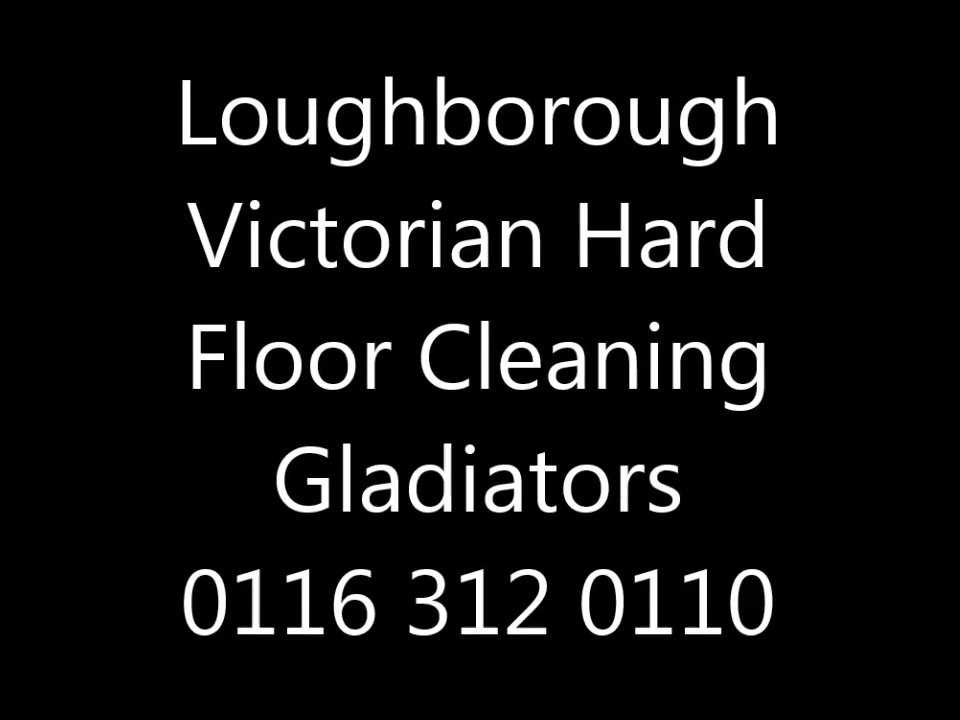 Loughborough
Victorian Hard
Floor Cleaning
Gladiators
0116 312 0110